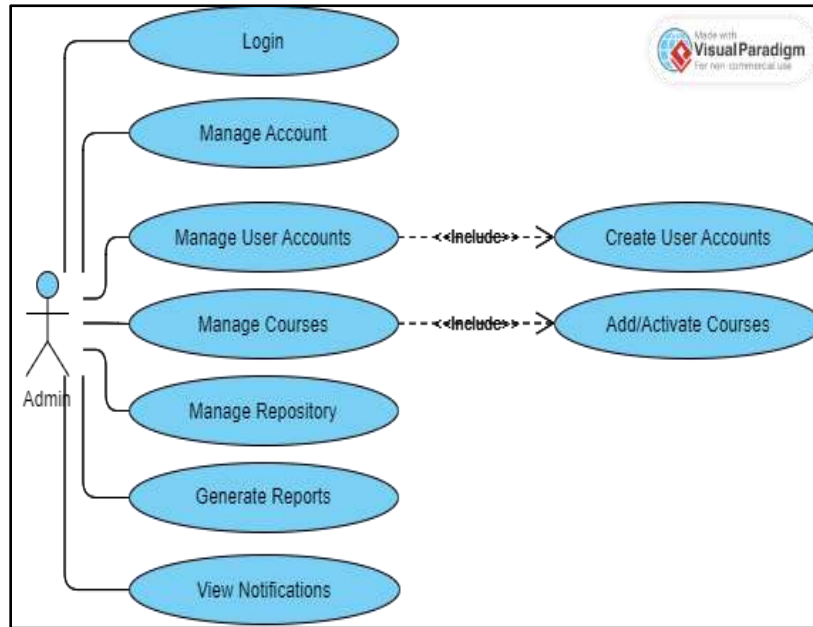 Login
Made with
Visual Paradigm
For non-commercial use
Manage Account
Manage User Accounts
<<Include>>
Create User Accounts
Manage Courses
<<Include>>
Add/Activate Courses
Admin
Manage Repository
Generate Reports
View Notifications